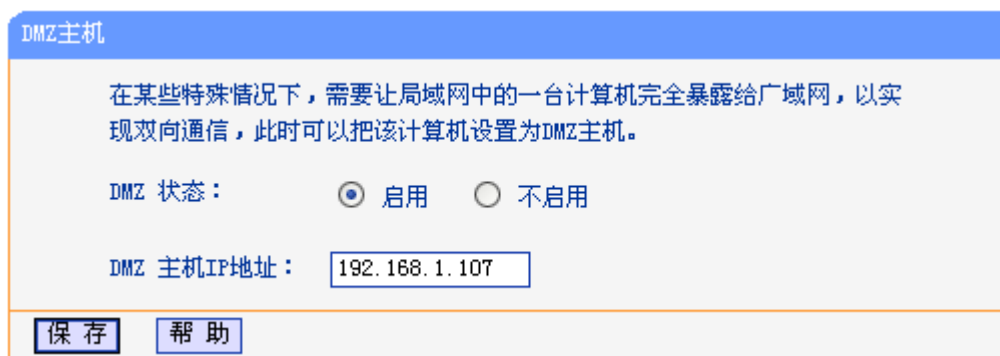 DMZ主机
在某些特殊情况下，需要让局域网中的一台计算机完全暴露给广域网，以实
现双向通信，此时可以把该计算机设置为DMZ主机。
DMZ 状态： 启用 不启用
DMZ 主机IP地址： 192.168.1.107
保 存 帮 助